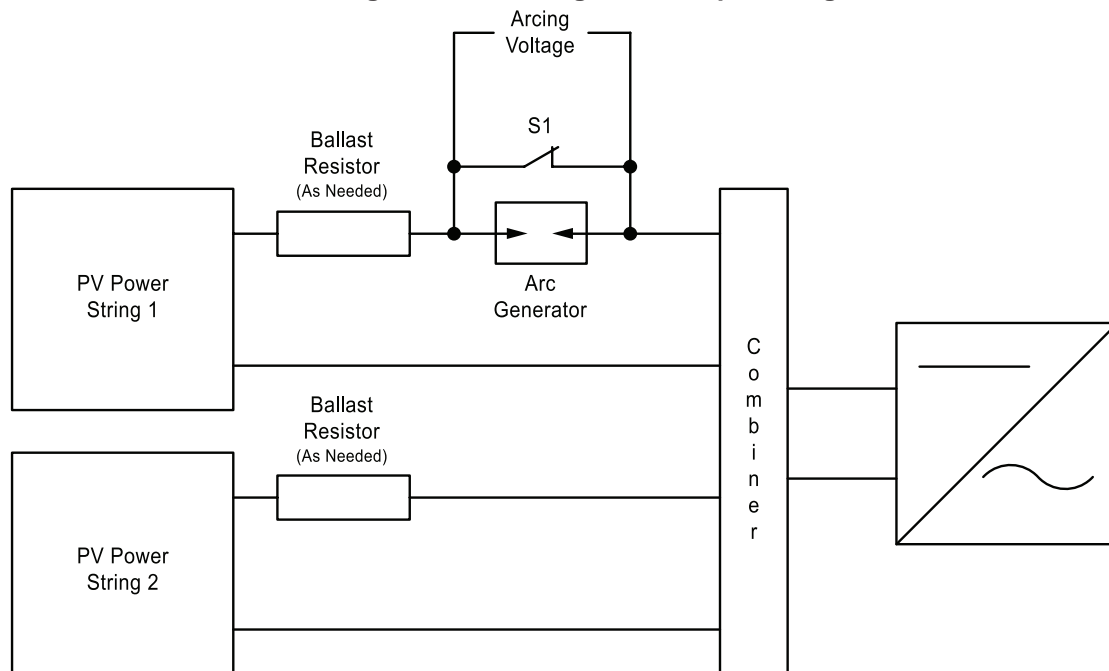 Arcing
Voltage
S1
Ballast
Resistor
(As Needed)
PV Power
String 1
Arc
Generator
Combiner
Ballast
Resistor
(As Needed)
PV Power
String 2